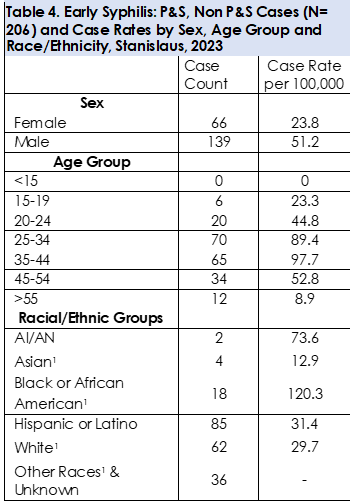 Table 4. Early Syphilis: P&S, Non P&S Cases (N=
206) and Case Rates by Sex, Age Group and
Race/Ethnicity, Stanislaus, 2023
Case Count Case Rate per 100,000
Sex
Female 66 23.8
Male 139 51.2
Age Group
<15 0 0
15-19 6 23.3
20-24 20 44.8
25-34 70 89.4
35-44 65 97.7
45-54 34 52.8
>55 12 8.9
Racial/Ethnic Groups
AI/AN 2 73.6
Asian¹ 4 12.9
Black or African American¹ 18 120.3
Hispanic or Latino 85 31.4
White¹ 62 29.7
Other Races¹ & Unknown 36 -